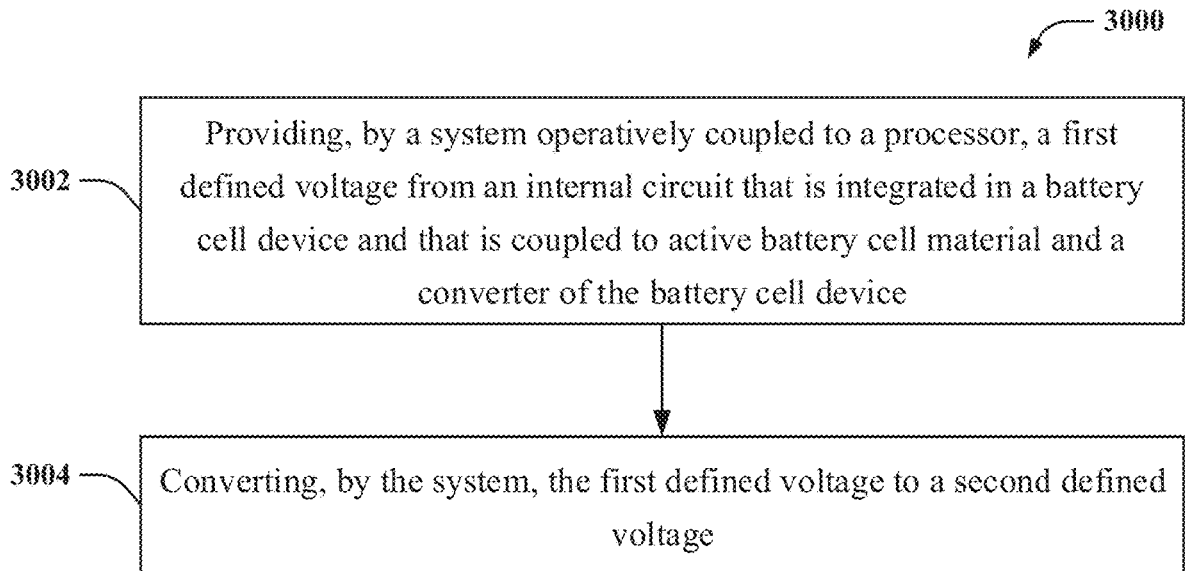 3000
3002
Providing, by a system operatively coupled to a processor, a first
defined voltage from an internal circuit that is integrated in a battery
cell device and that is coupled to active battery cell material and a
converter of the battery cell device
3004
Converting, by the system, the first defined voltage to a second defined
voltage